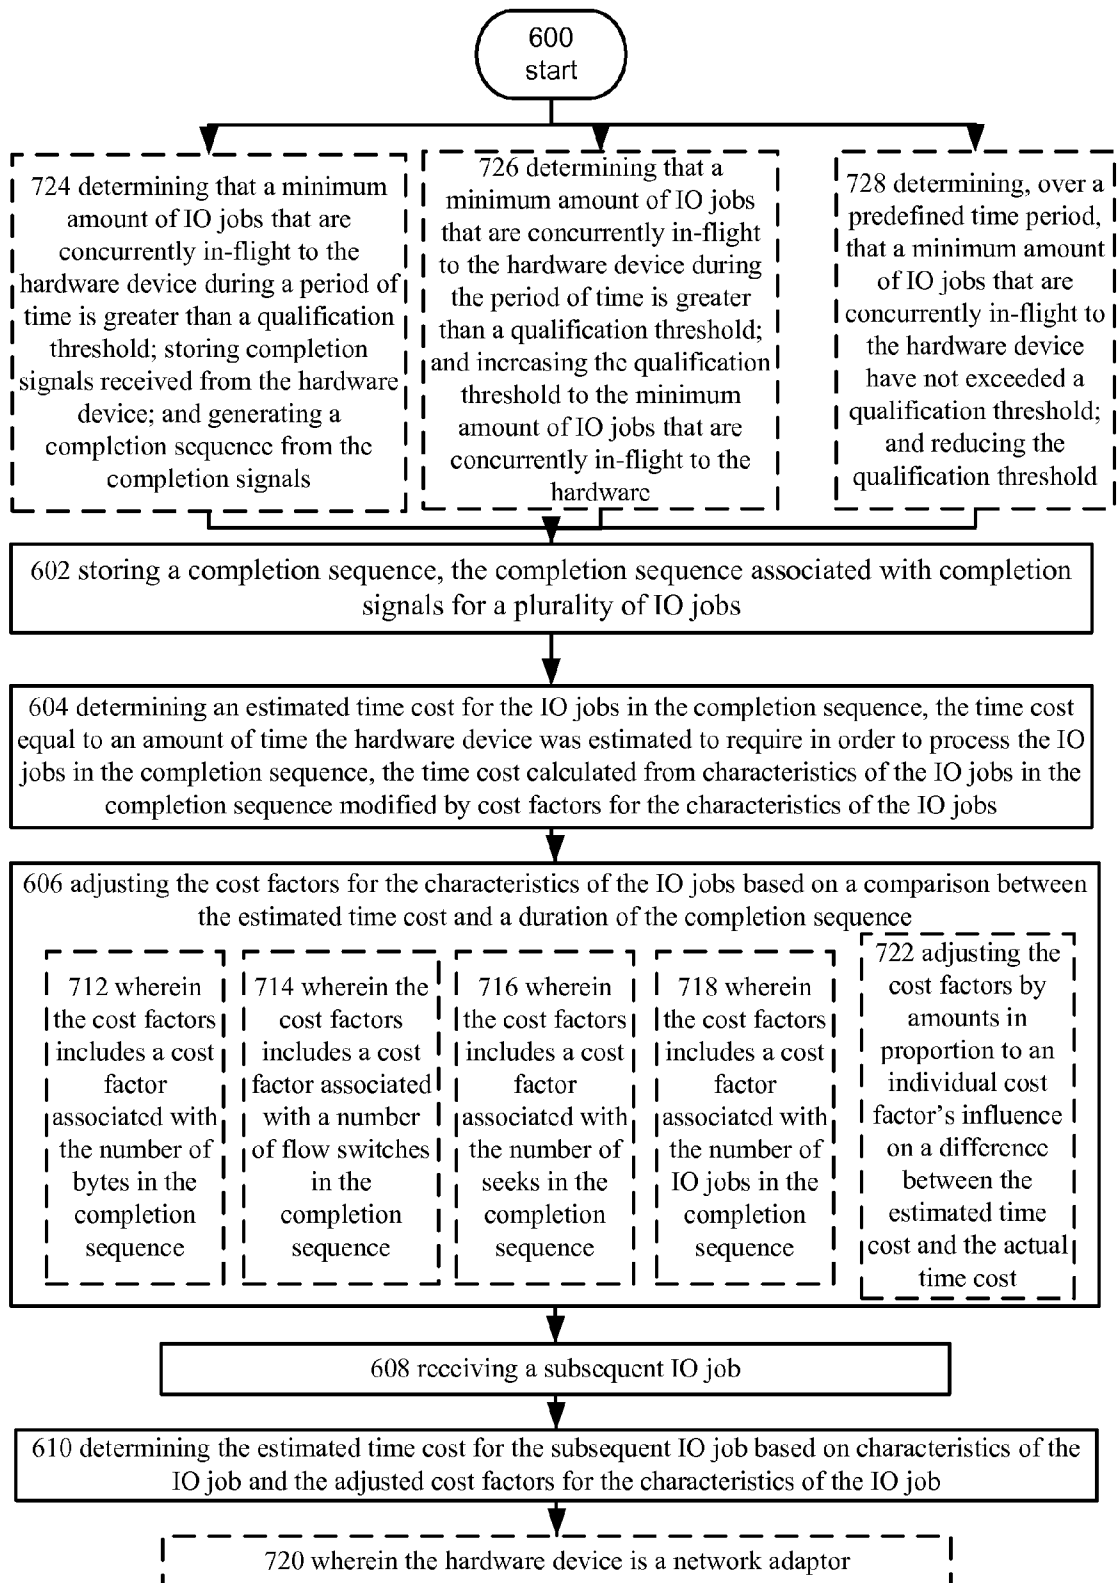 600
start
724 determining that a minimum
amount of IO jobs that are
concurrently in-flight to the
hardware device during a period of
time is greater than a qualification
threshold; storing completion
signals received from the hardware
device; and generating a
completion sequence from the
completion signals
726 determining that a
minimum amount of IO jobs
that are concurrently in-flight
to the hardware device during
the period of time is greater
than a qualification threshold;
and increasing the qualification
threshold to the minimum
amount of IO jobs that are
concurrently in-flight to the
hardware
728 determining, over a
predefined time period,
that a minimum amount
of IO jobs that are
concurrently in-flight to
the hardware device
have not exceeded a
qualification threshold;
and reducing the
qualification threshold
602 storing a completion sequence, the completion sequence associated with completion
signals for a plurality of IO jobs
604 determining an estimated time cost for the IO jobs in the completion sequence, the time cost
equal to an amount of time the hardware device was estimated to require in order to process the IO
jobs in the completion sequence, the time cost calculated from characteristics of the IO jobs in the
completion sequence modified by cost factors for the characteristics of the IO jobs
606 adjusting the cost factors for the characteristics of the IO jobs based on a comparison between
the estimated time cost and a duration of the completion sequence
712 wherein
the cost factors
includes a cost
factor
associated with
the number of
bytes in the
completion
sequence
714 wherein the
cost factors
includes a cost
factor associated
with a number
of flow switches
in the
completion
sequence
716 wherein
the cost factors
includes a cost
factor
associated with
the number of
seeks in the
completion
sequence
718 wherein
the cost factors
includes a cost
factor
associated with
the number of
IO jobs in the
completion
sequence
722 adjusting the
cost factors by
amounts in
proportion to an
individual cost
factor's influence
on a difference
between the
estimated time
cost and the actual
time cost
608 receiving a subsequent IO job
610 determining the estimated time cost for the subsequent IO job based on characteristics of the
IO job and the adjusted cost factors for the characteristics of the IO job
720 wherein the hardware device is a network adaptor